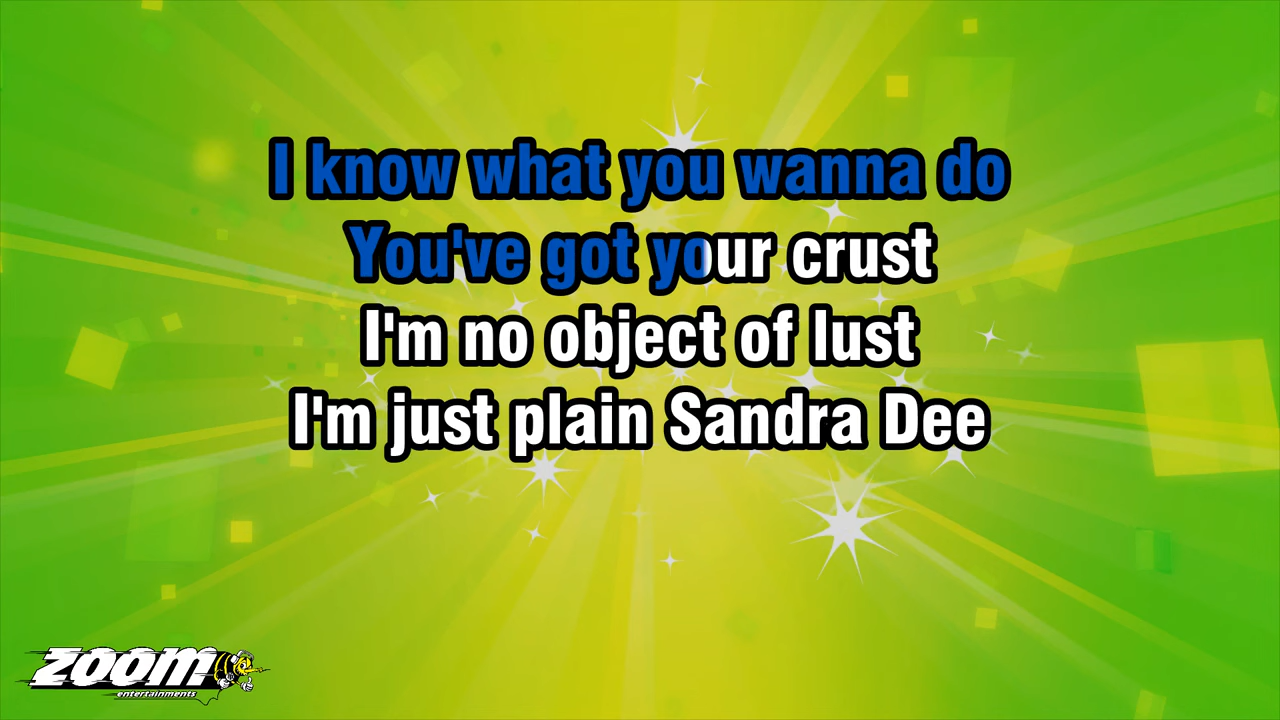 I know what you wanna do
You've got your crust
I'm no object of lust
I'm just plain Sandra Dee
zoom
entertainments